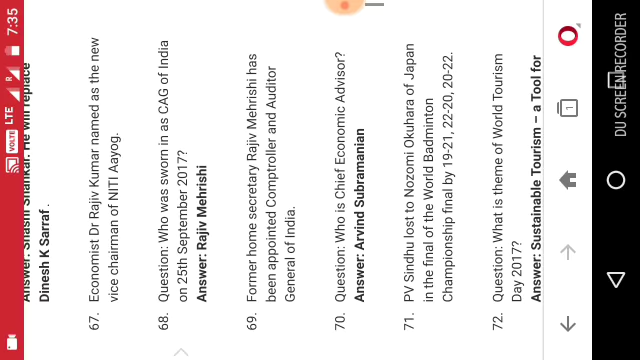 7:35
R
VOLTE LTE
Answer: Shashi Shankar. He will replace
Dinesh K Sarraf .
67. Economist Dr Rajiv Kumar named as the new
vice chairman of NITI Aayog.
68. Question: Who was sworn in as CAG of India
on 25th September 2017?
Answer: Rajiv Mehrishi
69. Former home secretary Rajiv Mehrishi has
been appointed Comptroller and Auditor
General of India.
70. Question: Who is Chief Economic Advisor?
Answer: Arvind Subramanian
71. PV Sindhu lost to Nozomi Okuhara of Japan
in the final of the World Badminton
Championship final by 19-21, 22-20, 20-22.
72. Question: What is theme of World Tourism
Day 2017?
Answer: Sustainable Tourism – a Tool for
1
DU SCREEN RECORDER